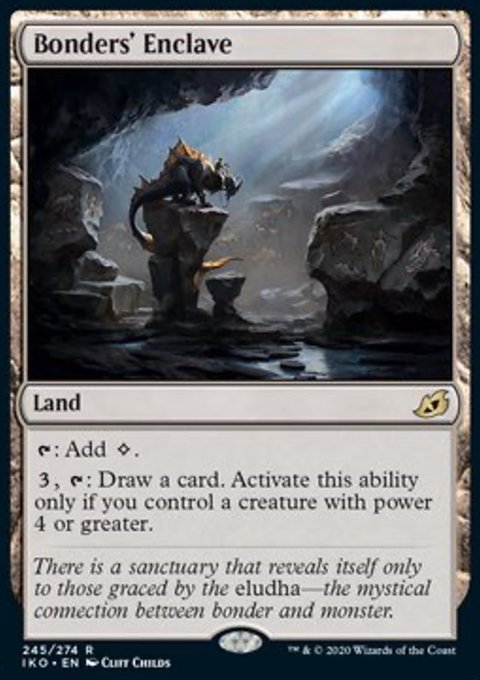 Bonders' Enclave
Land
: Add .
3, : Draw a card. Activate this ability
only if you control a creature with power
4 or greater.
There is a sanctuary that reveals itself only
to those graced by the eludha—the mystical
connection between bonder and monster.
245/274 R
IKO • EN Cliff Childs
™ & © 2020 Wizards of the Coast